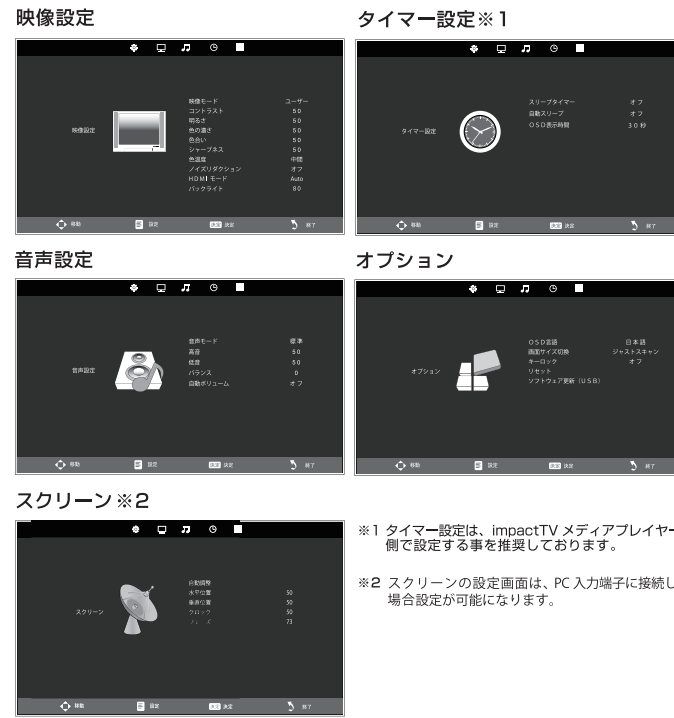 映像設定
映像設定
映像モード ユーザー
コントラスト 50
明るさ 50
色の濃さ 50
色合い 50
シャープネス 50
色温度 中間
ノイズリダクション オフ
HDMI モード Auto
バックライト 80
移動 設定 決定 決定 終了
タイマー設定※1
タイマー設定
スリープタイマー オフ
自動スリープ オフ
OSD表示時間 30秒
移動 設定 決定 決定 終了
音声設定
音声設定
音声モード 標準
高音 50
低音 50
バランス 0
自動ボリューム オフ
移動 設定 決定 決定 終了
オプション
オプション
OSD言語 日本語
画面サイズ切換 ジャストスキャン
キーロック オフ
リセット
ソフトウェア更新（USB）
移動 設定 決定 決定 終了
スクリーン※2
スクリーン
自動調整
水平位置 50
垂直位置 50
クロック 50
フェーズ 73
移動 設定 決定 決定 終了
※1 タイマー設定は、impactTV メディアプレイヤー
側で設定する事を推奨しております。
※2 スクリーンの設定画面は、PC 入力端子に接続し
場合設定が可能になります。